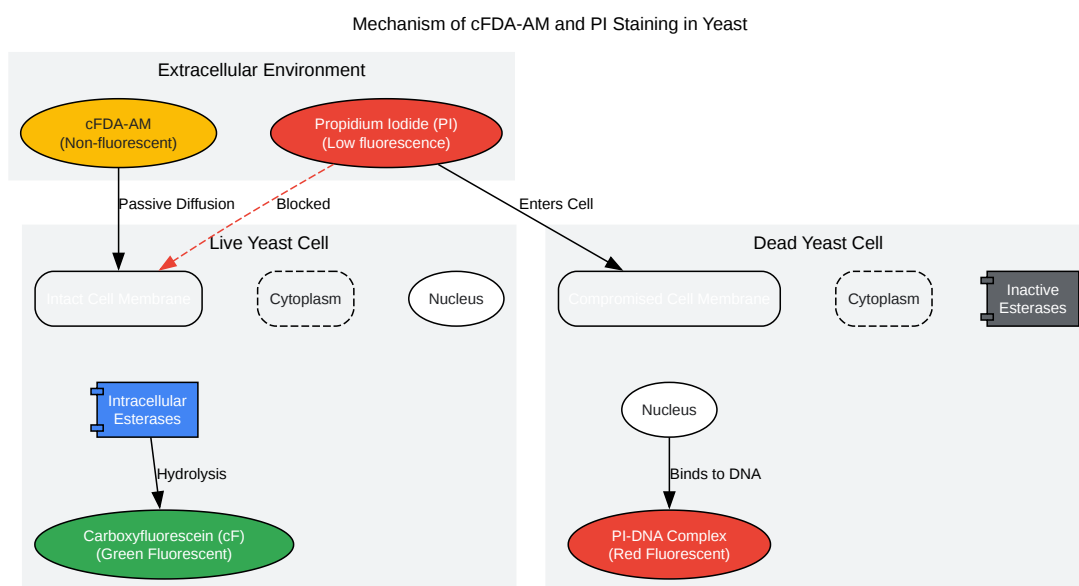 Mechanism of cFDA-AM and PI Staining in Yeast
Extracellular Environment
cFDA-AM
(Non-fluorescent)
Propidium Iodide (PI)
(Low fluorescence)
Passive Diffusion
Blocked
Enters Cell
Live Yeast Cell
Intact Cell Membrane
Cytoplasm
Nucleus
Intracellular
Esterases
Hydrolysis
Carboxyfluorescein (cF)
(Green Fluorescent)
Dead Yeast Cell
Compromised Cell Membrane
Cytoplasm
Inactive
Esterases
Nucleus
Binds to DNA
PI-DNA Complex
(Red Fluorescent)